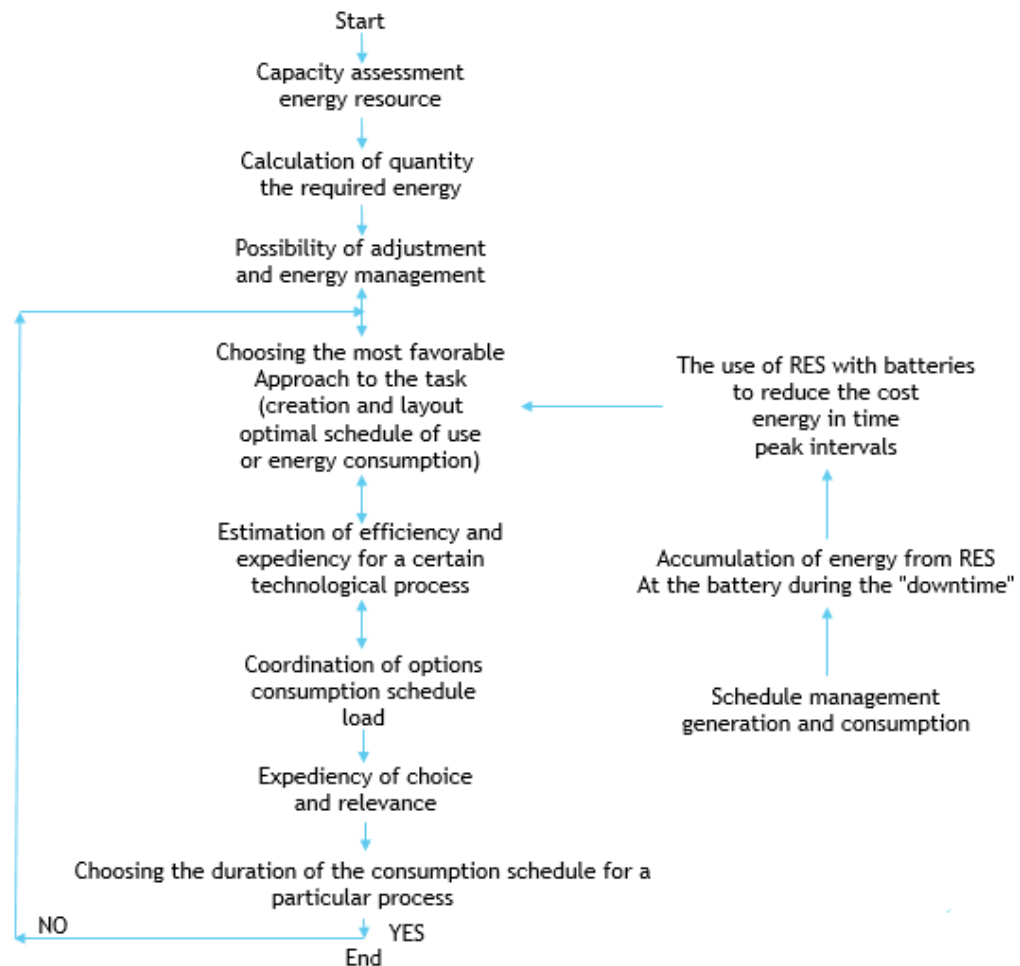 Start
Capacity assessment
energy resource
Calculation of quantity
the required energy
Possibility of adjustment
and energy management
Choosing the most favorable
Approach to the task
(creation and layout
optimal schedule of use
or energy consumption)
The use of RES with batteries
to reduce the cost
energy in time
peak intervals
Estimation of efficiency and
expediency for a certain
technological process
Accumulation of energy from RES
At the battery during the "downtime"
Coordination of options
consumption schedule
load
Schedule management
generation and consumption
Expediency of choice
and relevance
Choosing the duration of the consumption schedule for a
particular process
NO
YES
End